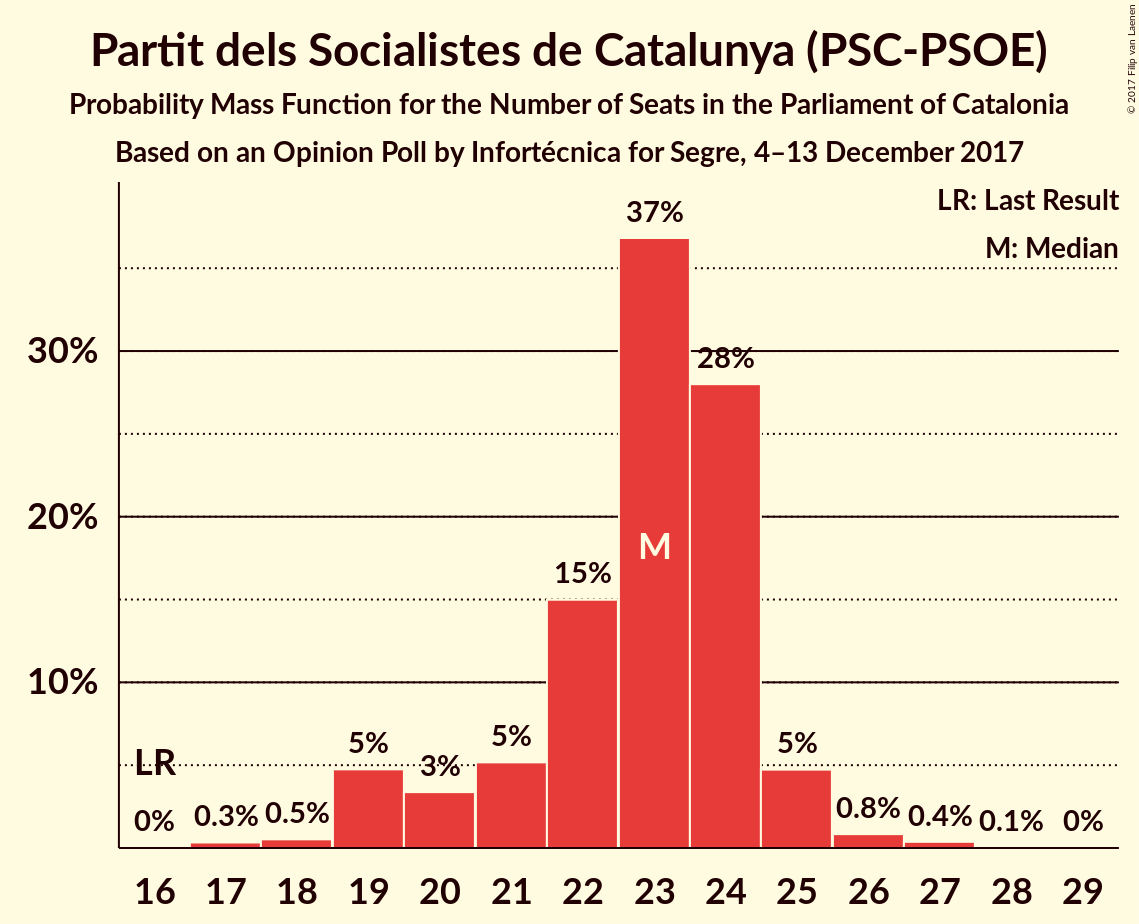 Partit dels Socialistes de Catalunya (PSC-PSOE)
Probability Mass Function for the Number of Seats in the Parliament of Catalonia
Based on an Opinion Poll by Infortécnica for Segre, 4–13 December 2017
© 2017 Filip van Laenen
LR: Last Result
M: Median
37%
30%
28%
20%
M
15%
10%
LR
5%
3%
5%
5%
0%
0.3%
0.5%
0.8%
0.4%
0.1%
0%
16 17 18 19 20 21 22 23 24 25 26 27 28 29